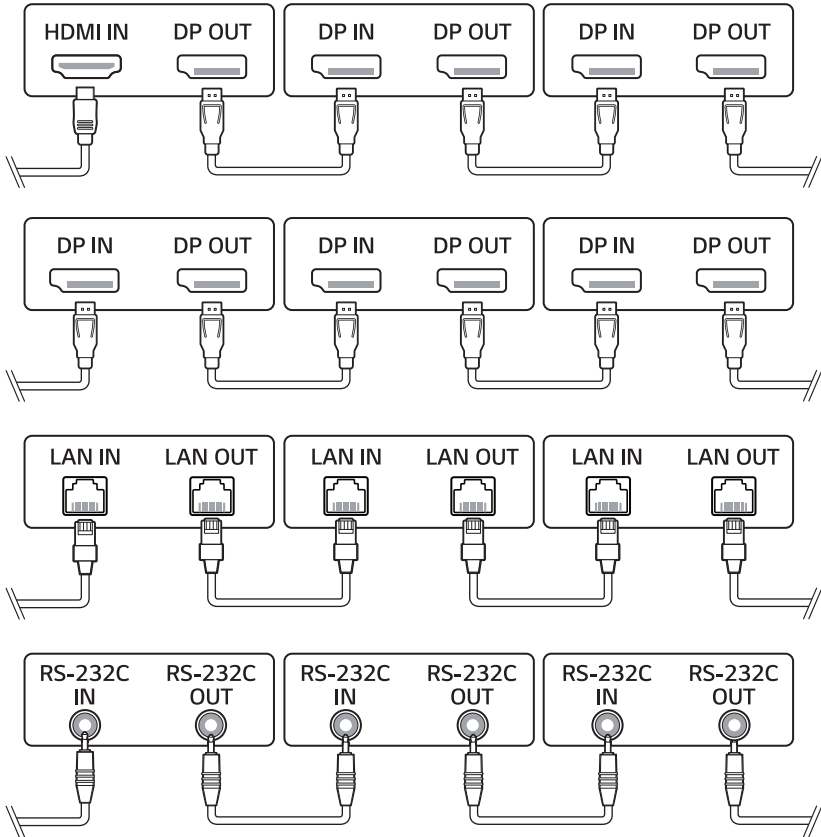 HDMI IN DP OUT DP IN DP OUT DP IN DP OUT
DP IN DP OUT DP IN DP OUT DP IN DP OUT
LAN IN LAN OUT LAN IN LAN OUT LAN IN LAN OUT
RS-232C RS-232C RS-232C RS-232C RS-232C RS-232C
IN OUT IN OUT IN OUT